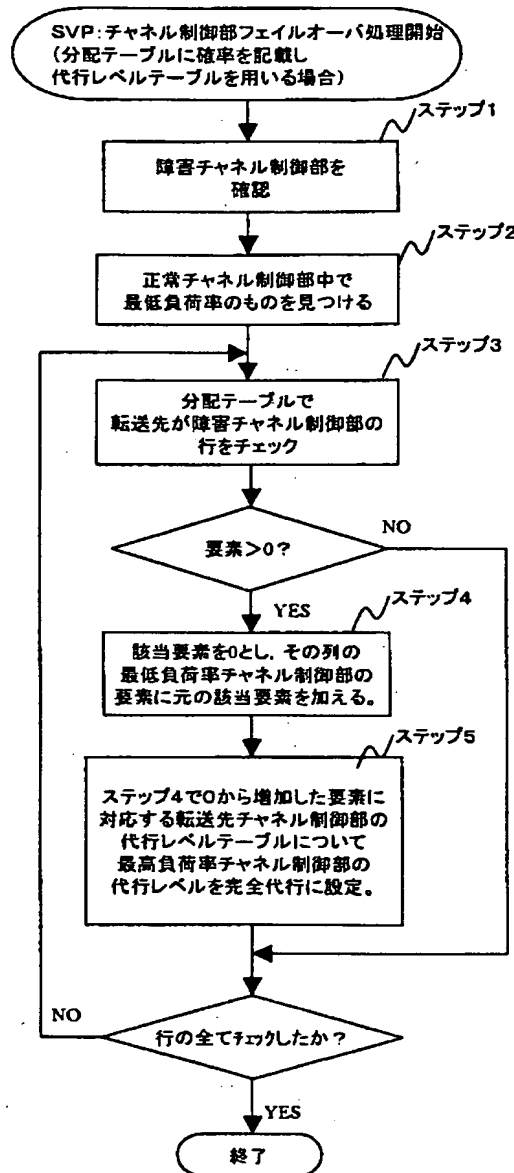 SVP:チャネル制御部フェイルオーバ処理開始
(分配テーブルに確率を記載し
代行レベルテーブルを用いる場合)
ステップ1
障害チャネル制御部を
確認
ステップ2
正常チャネル制御部中で
最低負荷率のものを見つける
ステップ3
分配テーブルで
転送先が障害チャネル制御部の
行をチェック
要素>0?
NO
YES
ステップ4
該当要素を0とし,その列の
最低負荷率チャネル制御部の
要素に元の該当要素を加える。
ステップ5
ステップ4で0から増加した要素に
対応する転送先チャネル制御部の
代行レベルテーブルについて
最高負荷率チャネル制御部の
代行レベルを完全代行に設定。
NO
行の全てチェックしたか?
YES
終了